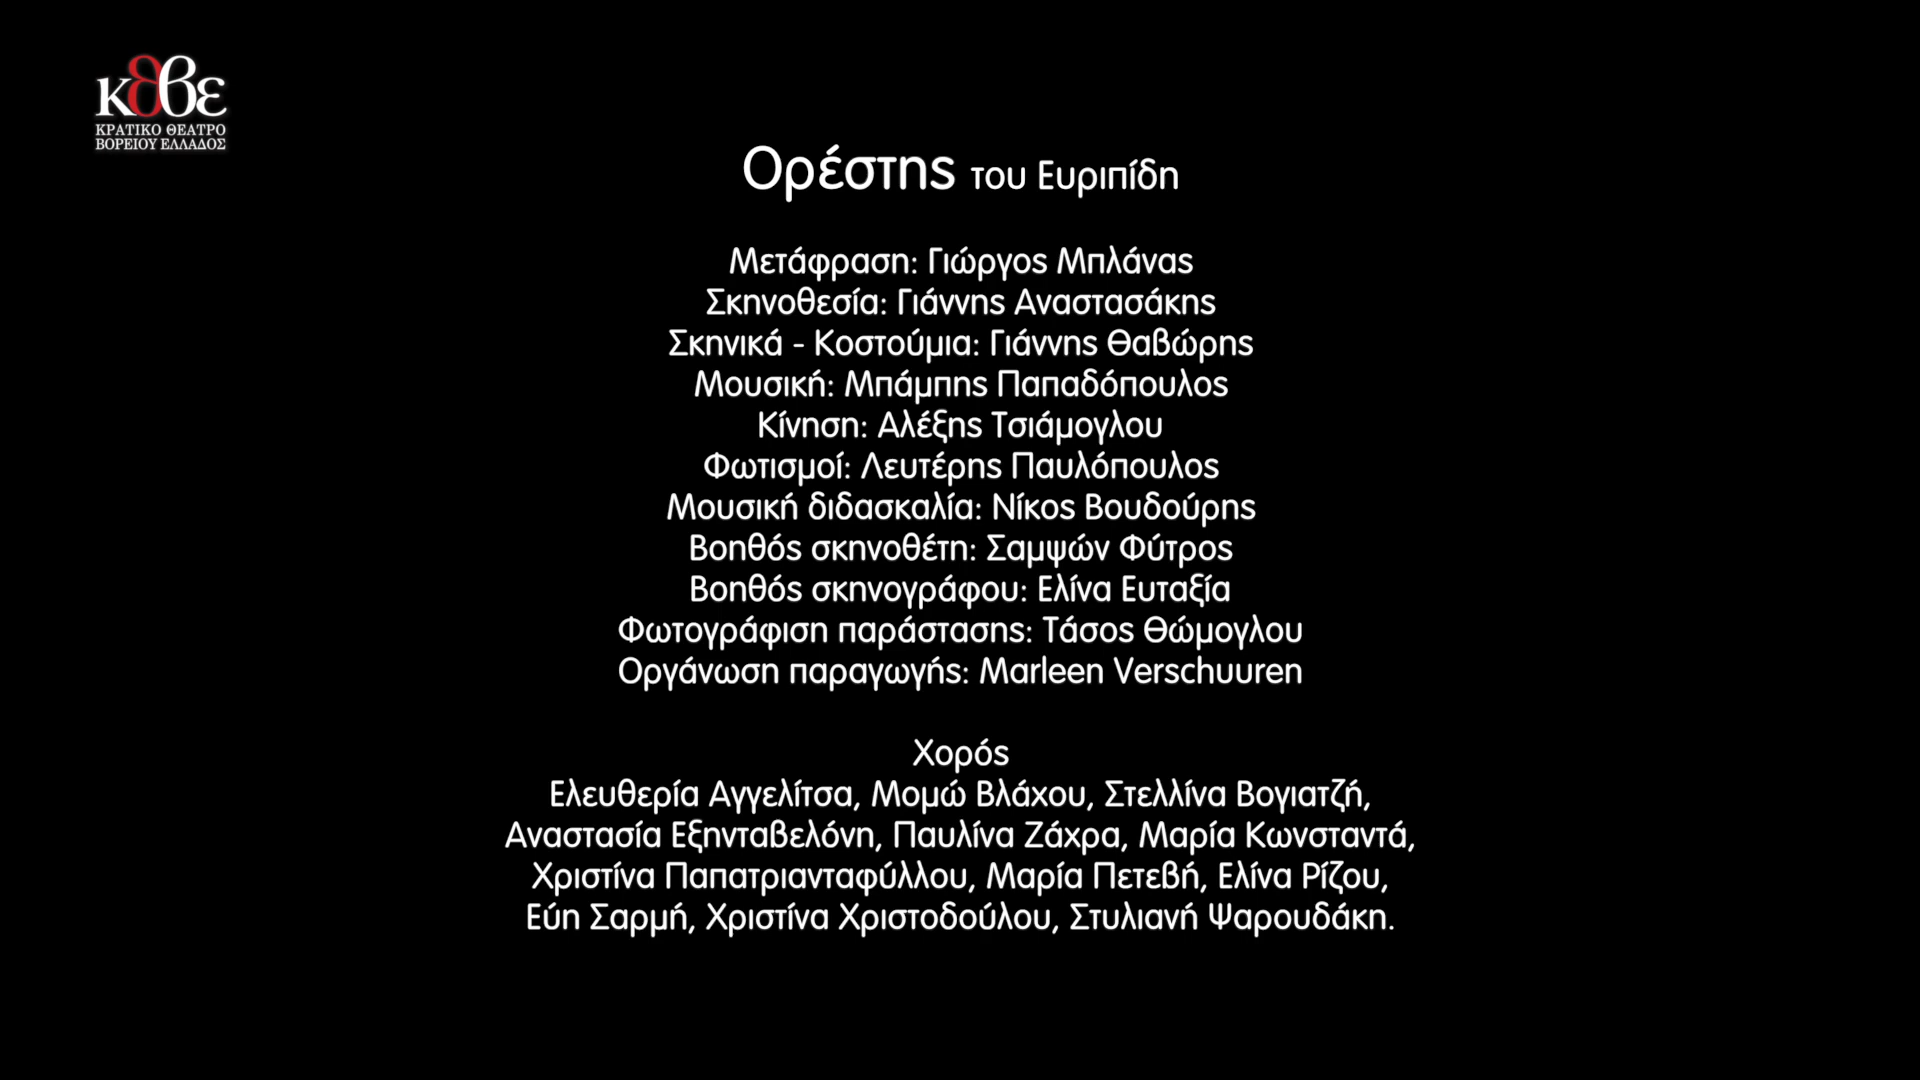 κθβε
ΚΡΑΤΙΚΟ ΘΕΑΤΡΟ
ΒΟΡΕΙΟΥ ΕΛΛΑΔΟΣ
Ορέστης του Ευριπίδη
Μετάφραση: Γιώργος Μπλάνας
Σκηνοθεσία: Γιάννης Αναστασάκης
Σκηνικά - Κοστούμια: Γιάννης Θαβώρης
Μουσική: Μπάμπης Παπαδόπουλος
Κίνηση: Αλέξης Τσιάμογλου
Φωτισμοί: Λευτέρης Παυλόπουλος
Μουσική διδασκαλία: Νίκος Βουδούρης
Βοηθός σκηνοθέτη: Σαμψών Φύτρος
Βοηθός σκηνογράφου: Ελίνα Ευταξία
Φωτογράφιση παράστασης: Τάσος Θώμογλου
Οργάνωση παραγωγής: Marleen Verschuuren
Χορός
Ελευθερία Αγγελίτσα, Μομώ Βλάχου, Στελλίνα Βογιατζή,
Αναστασία Εξηνταβελόνη, Παυλίνα Ζάχρα, Μαρία Κωνσταντά,
Χριστίνα Παπατριανταφύλλου, Μαρία Πετεβή, Ελίνα Ρίζου,
Εύη Σαρμή, Χριστίνα Χριστοδούλου, Στυλιανή Ψαρουδάκη.